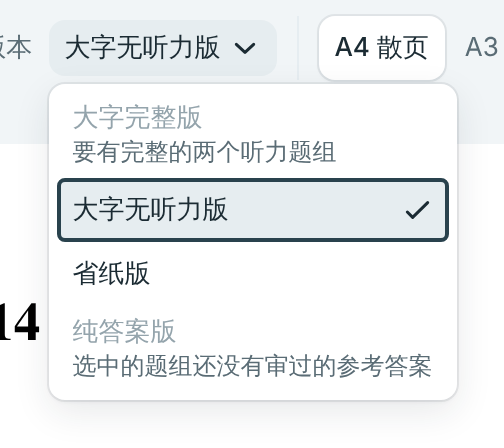 版本 大字无听力版 A4 散页 A3
大字完整版
要有完整的两个听力题组
大字无听力版
省纸版
14
纯答案版
选中的题组还没有审过的参考答案